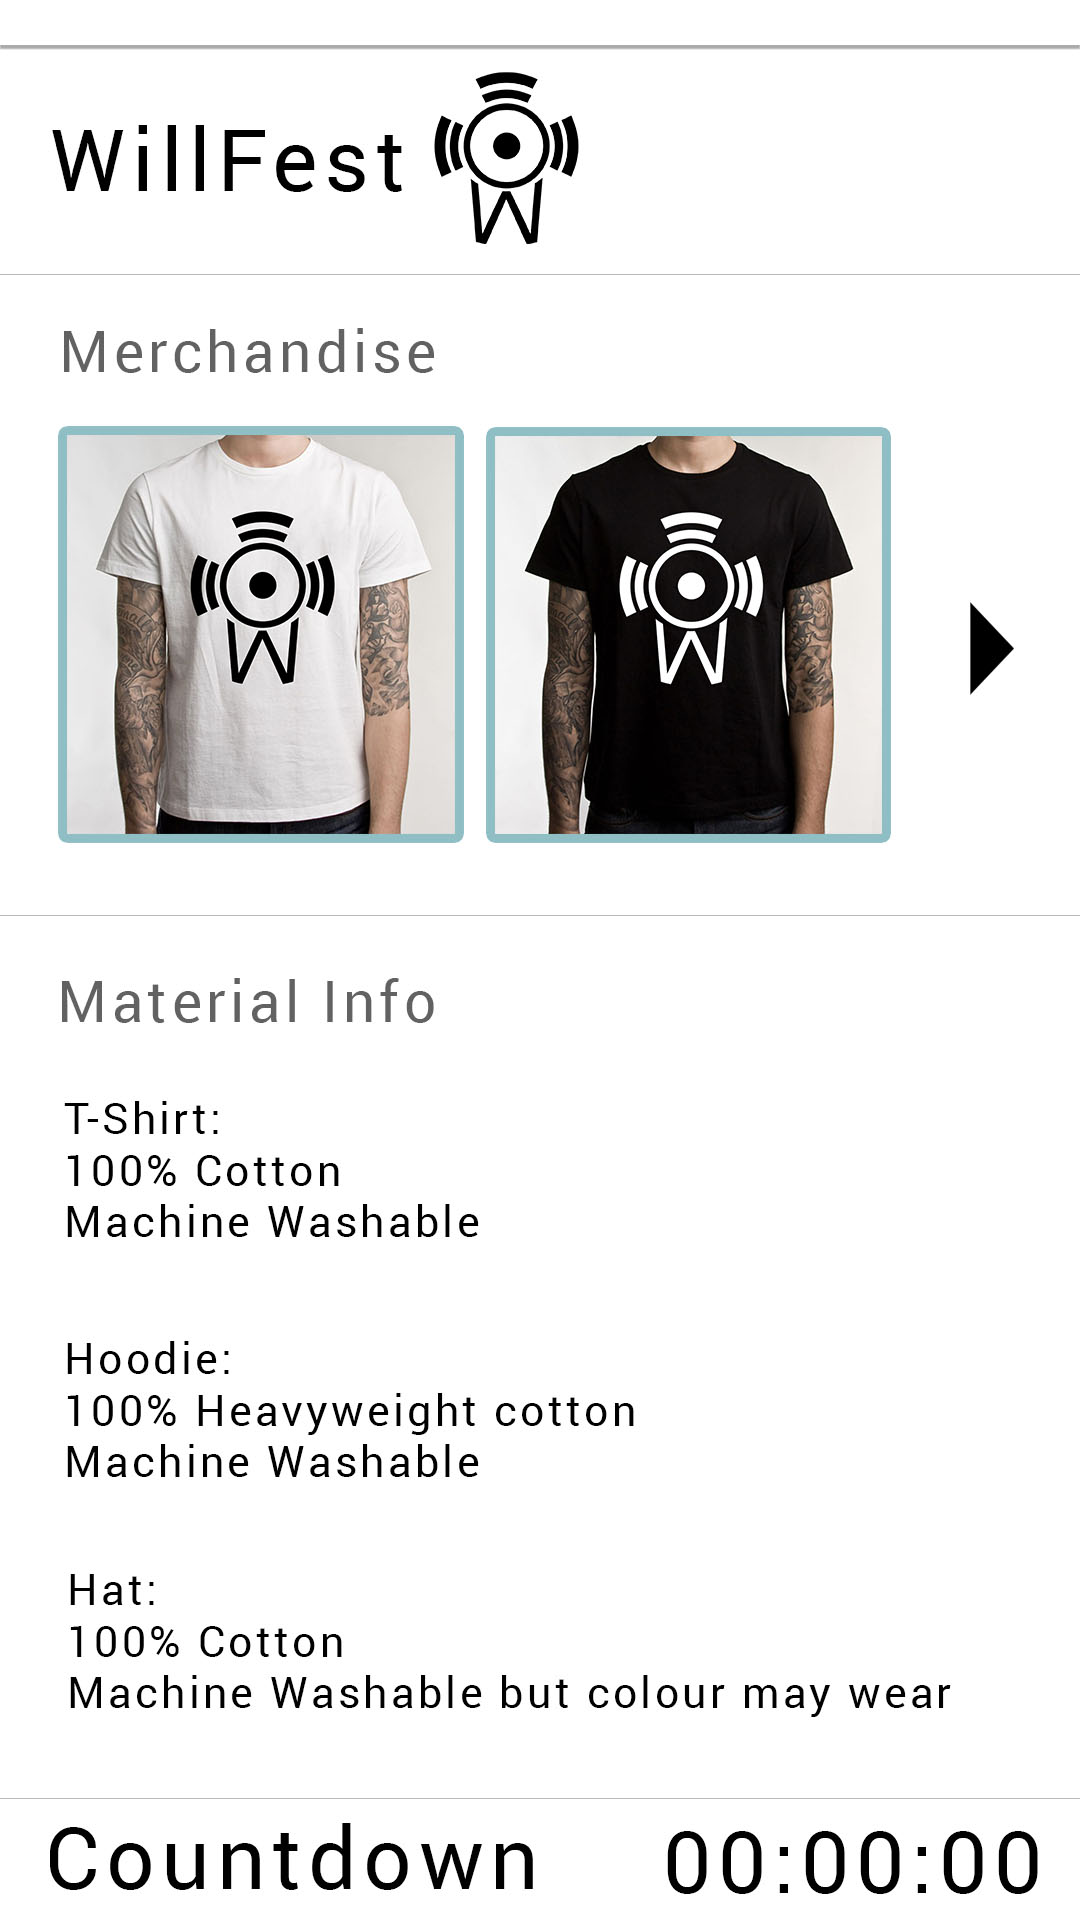 WillFest
Merchandise
Material Info
T-Shirt:
100% Cotton
Machine Washable
Hoodie:
100% Heavyweight cotton
Machine Washable
Hat:
100% Cotton
Machine Washable but colour may wear
Countdown 00:00:00